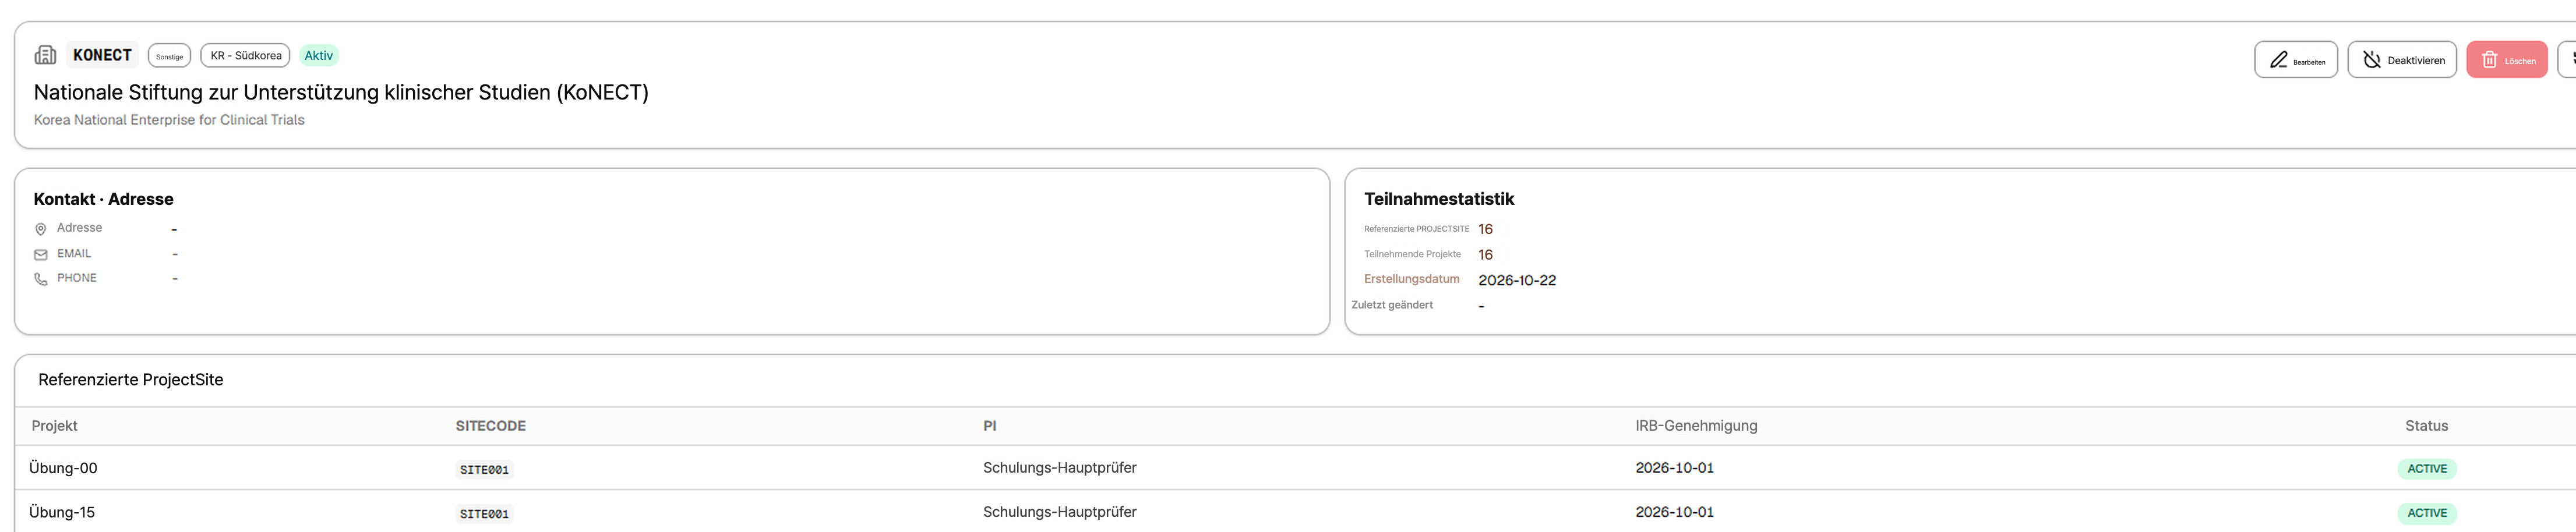 KONECT Sonstige KR - Südkorea Aktiv Bearbeiten Deaktivieren Löschen
Nationale Stiftung zur Unterstützung klinischer Studien (KoNECT)
Korea National Enterprise for Clinical Trials
Kontakt · Adresse
Adresse -
EMAIL -
PHONE -
Teilnahmestatistik
Referenzierte PROJECTSITE 16
Teilnehmende Projekte 16
Erstellungsdatum 2026-10-22
Zuletzt geändert -
Referenzierte ProjectSite
Projekt SITECODE PI IRB-Genehmigung Status
Übung-00 SITE001 Schulungs-Hauptprüfer 2026-10-01 ACTIVE
Übung-15 SITE001 Schulungs-Hauptprüfer 2026-10-01 ACTIVE